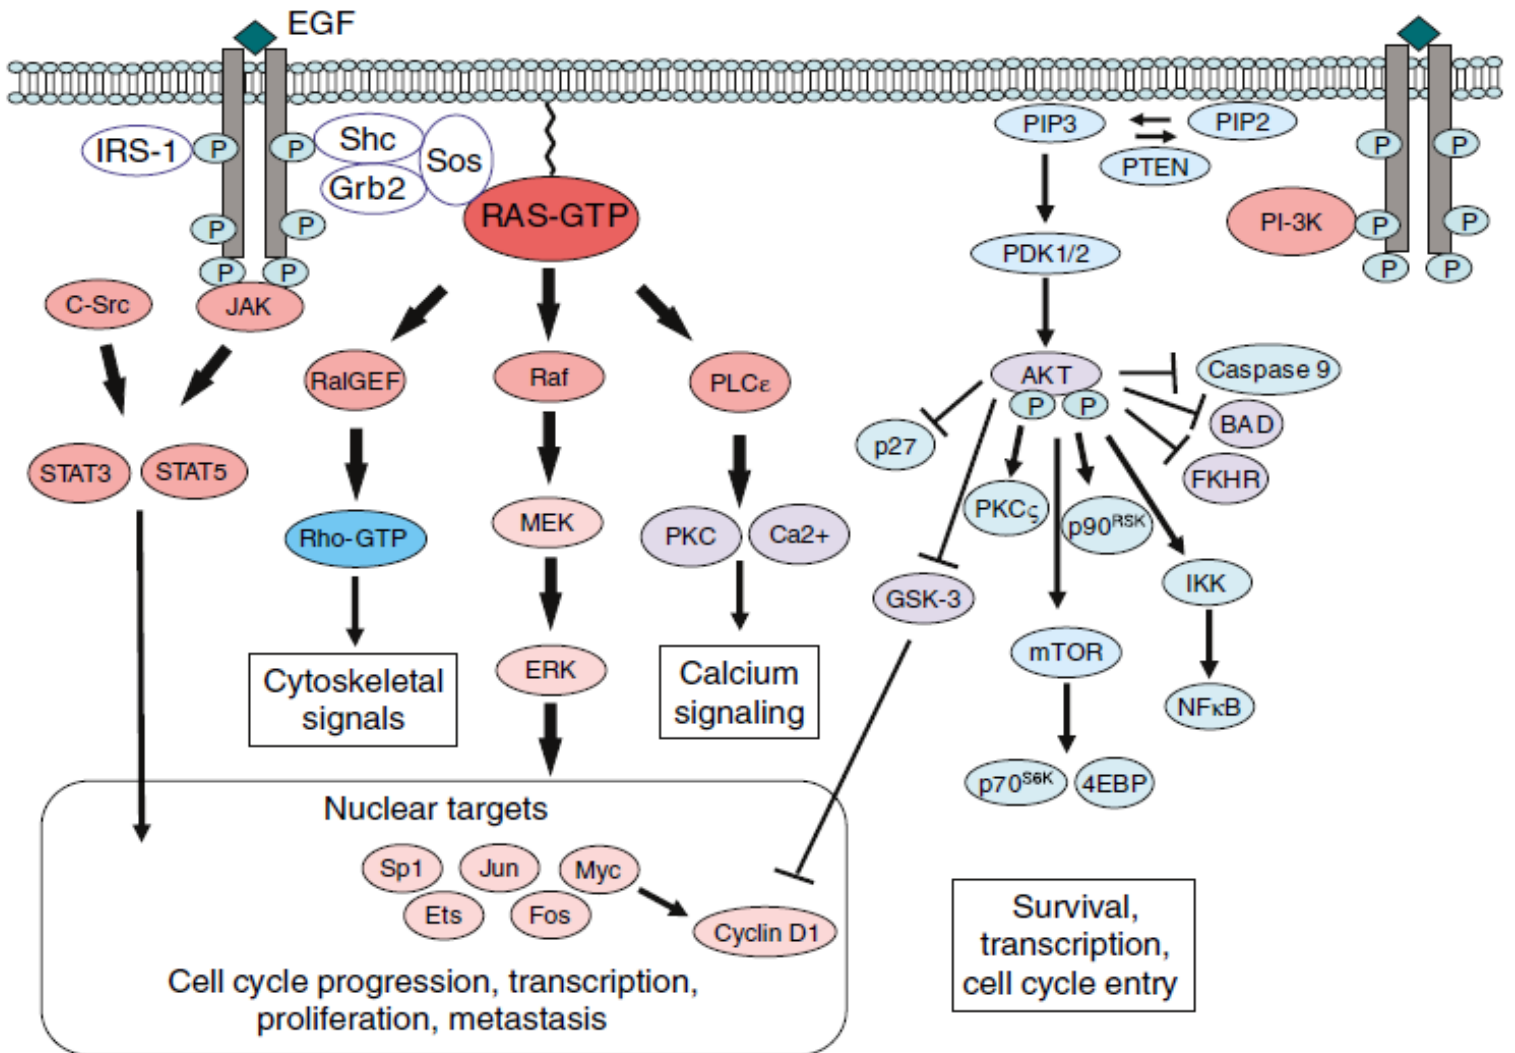 EGF
IRS-1
P
P
Shc
Grb2
Sos
RAS-GTP
P
P
P
P
C-Src
JAK
STAT3
STAT5
RalGEF
Raf
PLCε
Rho-GTP
MEK
PKC
Ca2+
Cytoskeletal
signals
ERK
Calcium
signaling
PIP3
PIP2
PTEN
PDK1/2
PI-3K
P
P
P
P
P
P
AKT
P
P
Caspase 9
BAD
FKHR
p27
PKCς
p90RSK
IKK
GSK-3
mTOR
NFκB
p70S6K
4EBP
Nuclear targets
Sp1
Jun
Myc
Ets
Fos
Cyclin D1
Cell cycle progression, transcription,
proliferation, metastasis
Survival,
transcription,
cell cycle entry